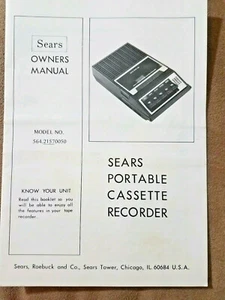 Sears
OWNERS
MANUAL
MODEL NO.
564.21370050
SEARS
PORTABLE
CASSETTE
RECORDER
KNOW YOUR UNIT
Read this booklet so you
will be able to enjoy all
the features in your new
recorder.
Sears, Roebuck and Co., Sears Tower, Chicago, IL 60684 U.S.A.